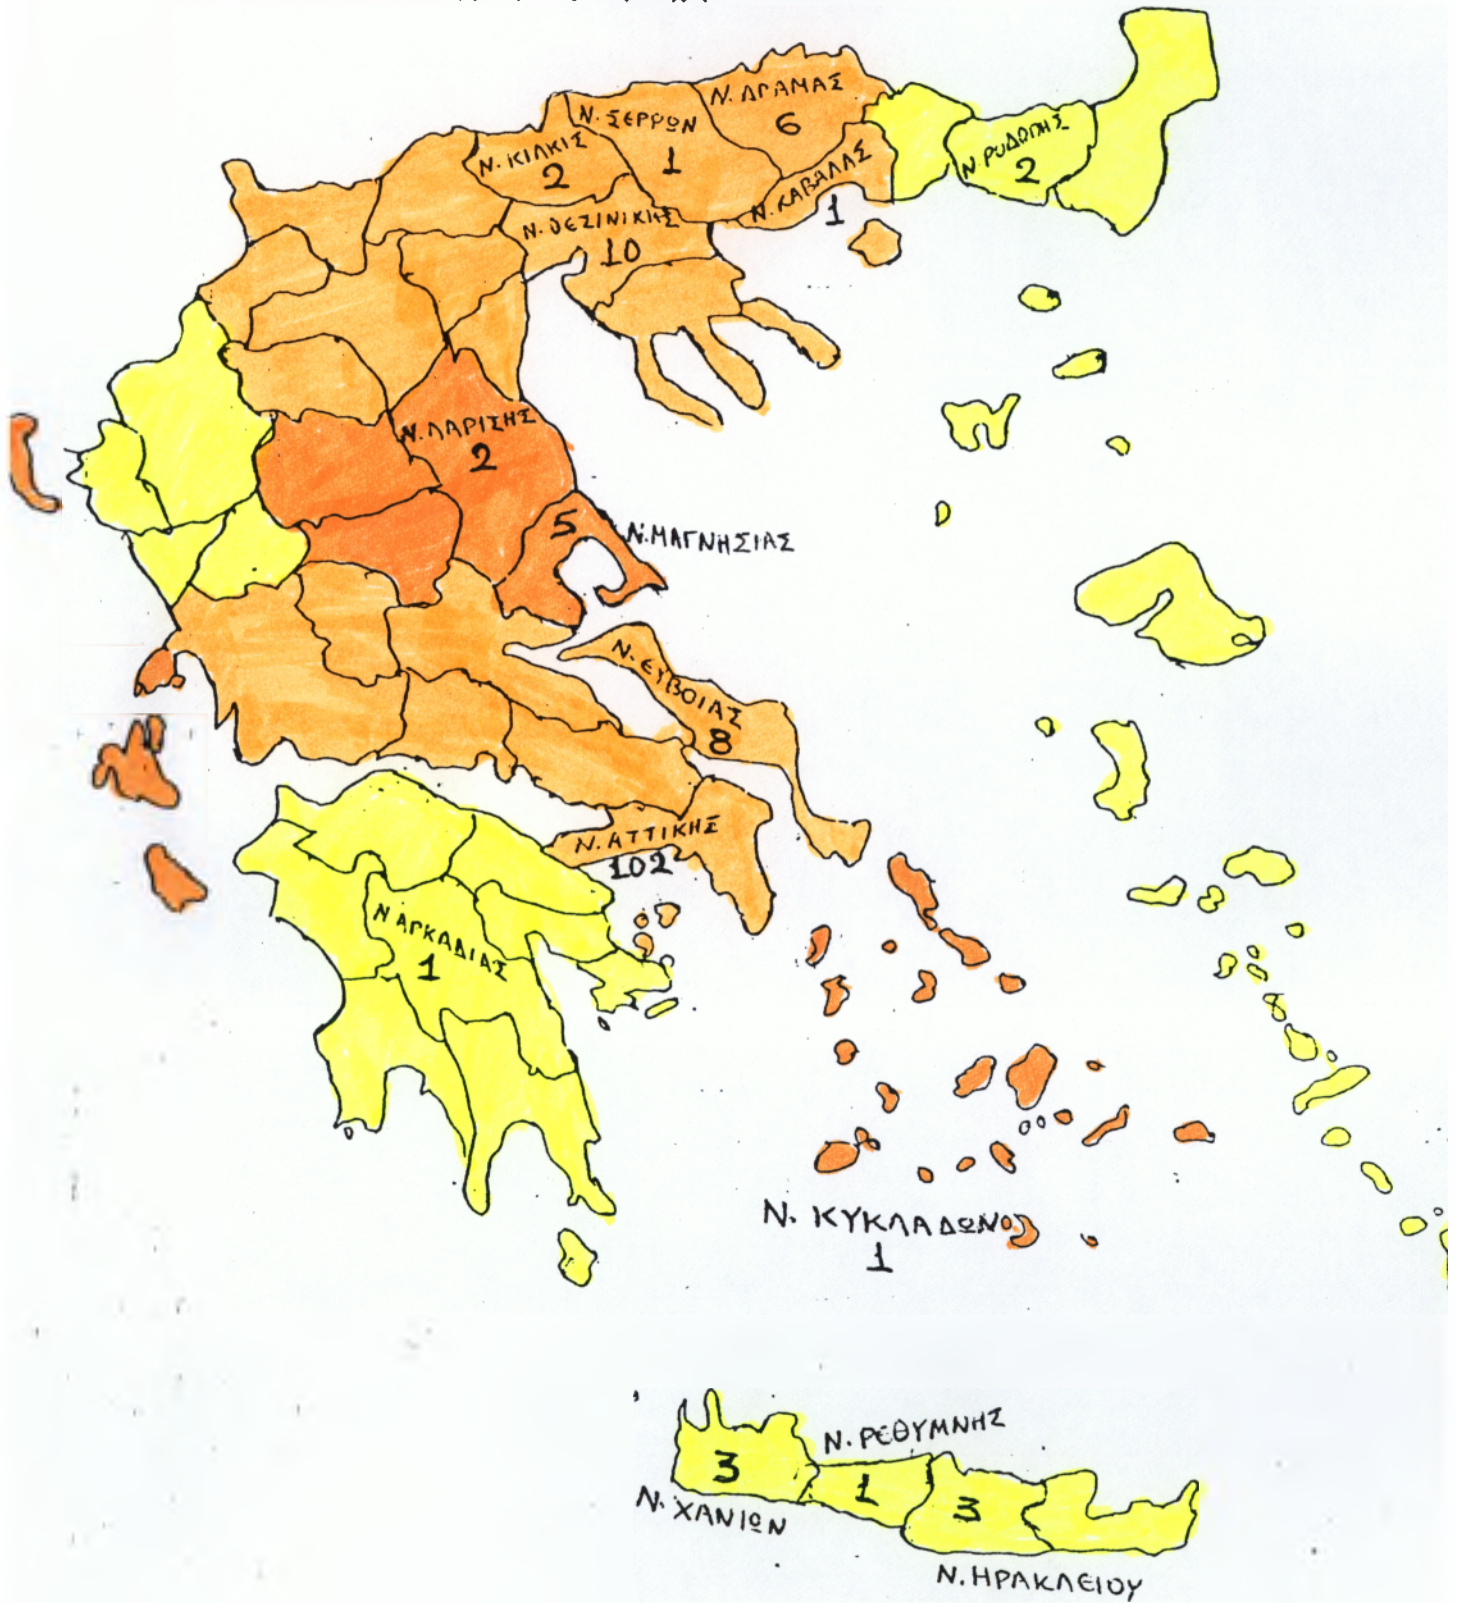 Ν. ΔΡΑΜΑΣ
6
Ν. ΣΕΡΡΩΝ
1
Ν. ΚΙΛΚΙΣ
2
Ν. ΡΟΔΟΠΗΣ
2
Ν. ΚΑΒΑΛΑΣ
1
Ν. ΘΕΣ/ΝΙΚΗΣ
10
Ν. ΛΑΡΙΣΗΣ
2
5
Ν. ΜΑΓΝΗΣΙΑΣ
Ν. ΕΥΒΟΙΑΣ
8
Ν. ΑΤΤΙΚΗΣ
102
Ν ΑΡΚΑΔΙΑΣ
1
Ν. ΚΥΚΛΑΔΩΝ
1
Ν. ΡΕΘΥΜΝΗΣ
3
1
3
Ν. ΧΑΝΙΩΝ
Ν. ΗΡΑΚΛΕΙΟΥ